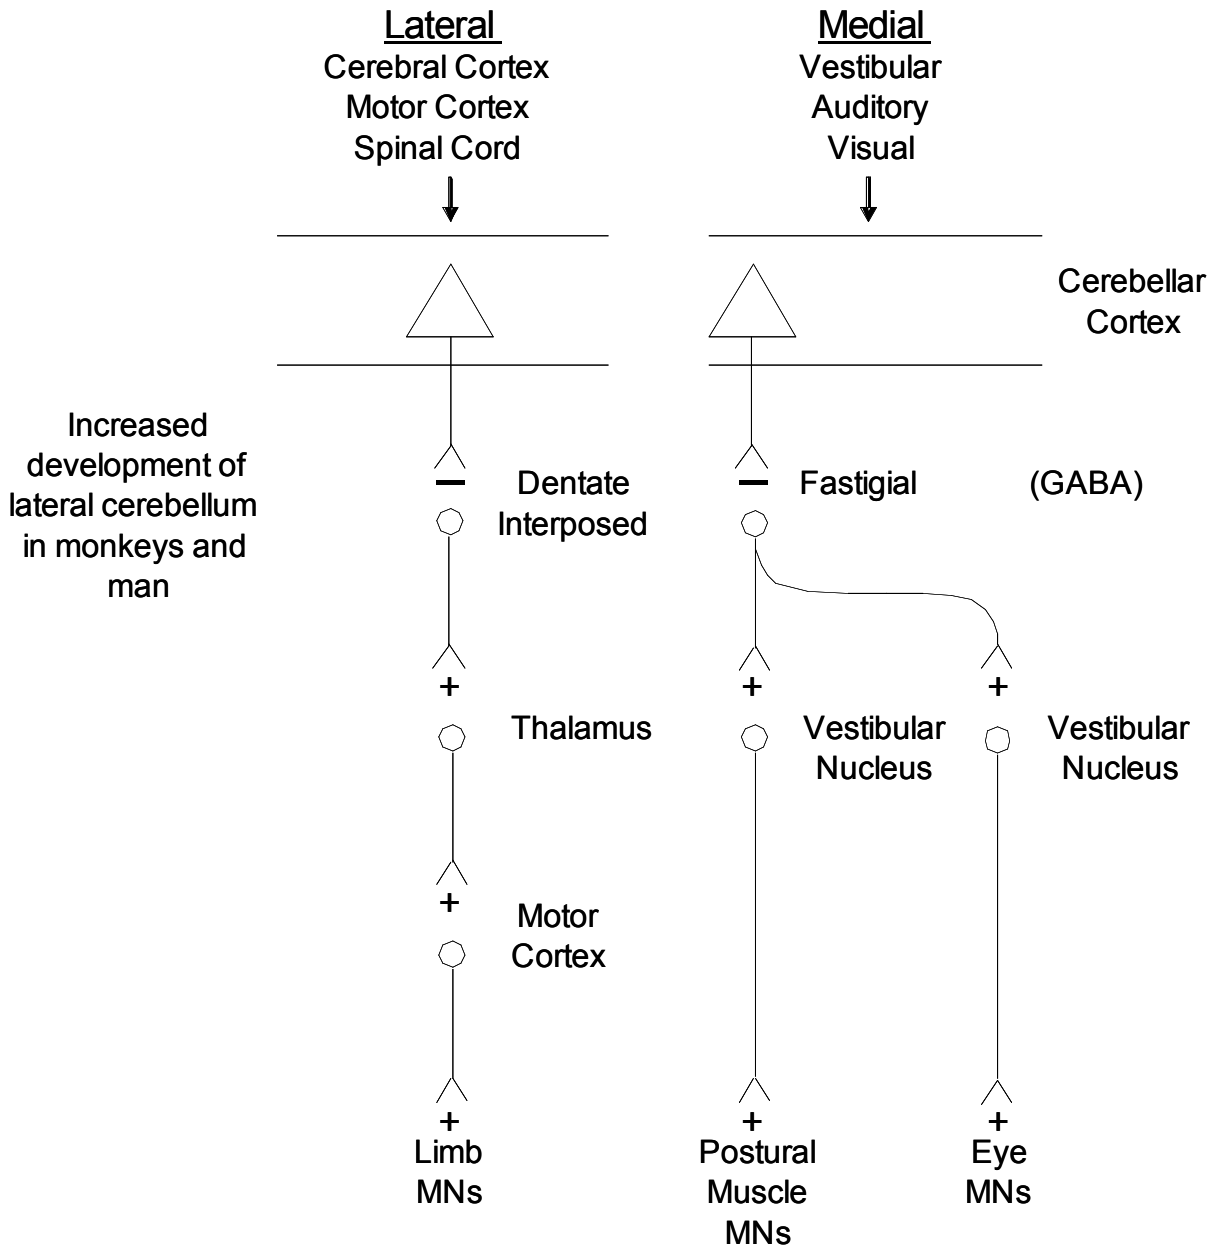 Lateral
Cerebral Cortex
Motor Cortex
Spinal Cord
Medial
Vestibular
Auditory
Visual
Cerebellar
Cortex
Increased
development of
lateral cerebellum
in monkeys and
man
Dentate
Interposed
Fastigial
(GABA)
+
+
+
Thalamus
Vestibular
Nucleus
Vestibular
Nucleus
+
Motor
Cortex
+
Limb
MNs
+
Postural
Muscle
MNs
+
Eye
MNs